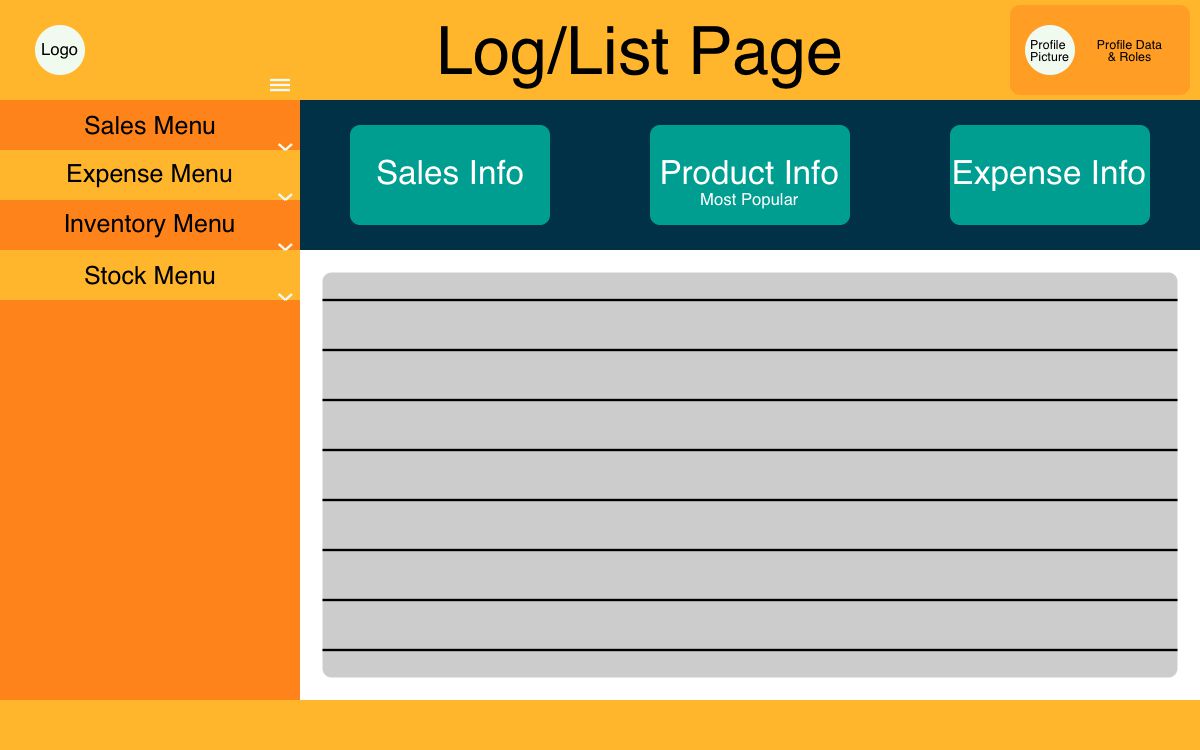 Logo
Log/List Page
Profile
Picture
Profile Data
& Roles
Sales Menu
Expense Menu
Inventory Menu
Stock Menu
Sales Info
Product Info
Most Popular
Expense Info